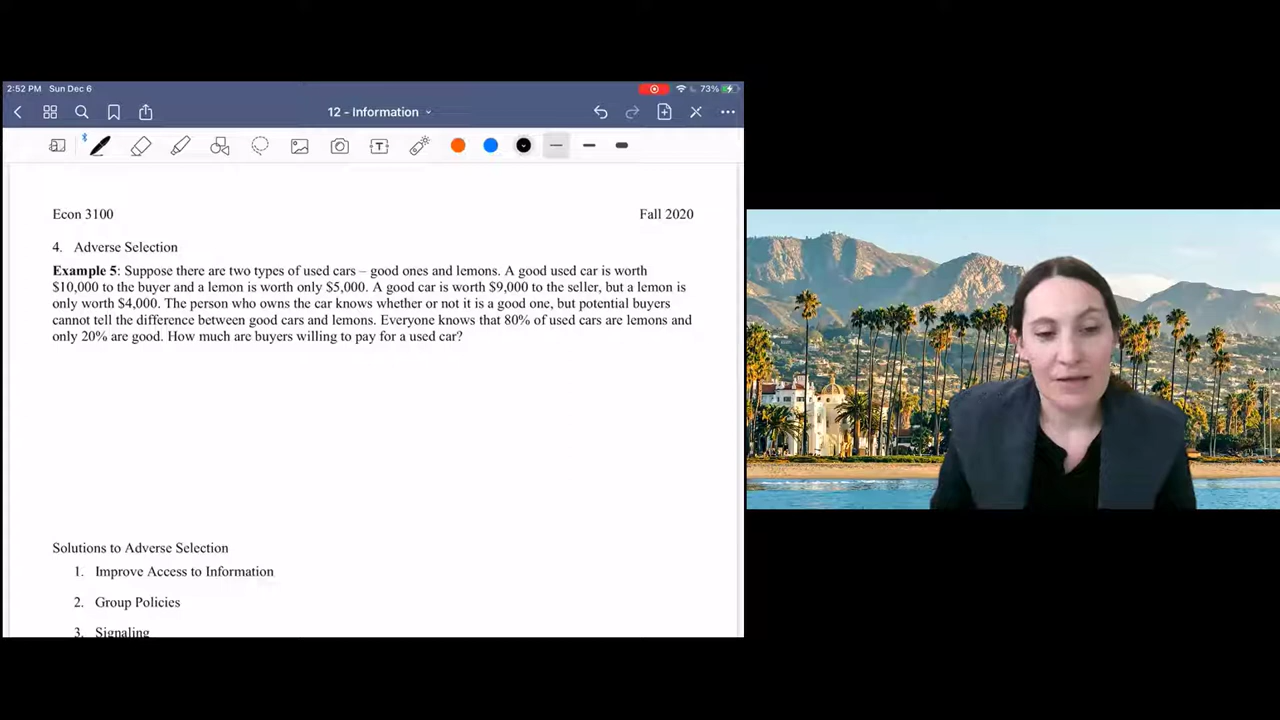 2:52 PM Sun Dec 6
73%
12 - Information
T
Econ 3100 Fall 2020
4. Adverse Selection
Example 5: Suppose there are two types of used cars – good ones and lemons. A good used car is worth
$10,000 to the buyer and a lemon is worth only $5,000. A good car is worth $9,000 to the seller, but a lemon is
only worth $4,000. The person who owns the car knows whether or not it is a good one, but potential buyers
cannot tell the difference between good cars and lemons. Everyone knows that 80% of used cars are lemons and
only 20% are good. How much are buyers willing to pay for a used car?
Solutions to Adverse Selection
1. Improve Access to Information
2. Group Policies
3. Signaling